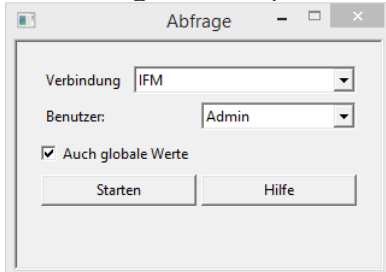 Abfrage
Verbindung IFM
Benutzer: Admin
Auch globale Werte
Starten Hilfe